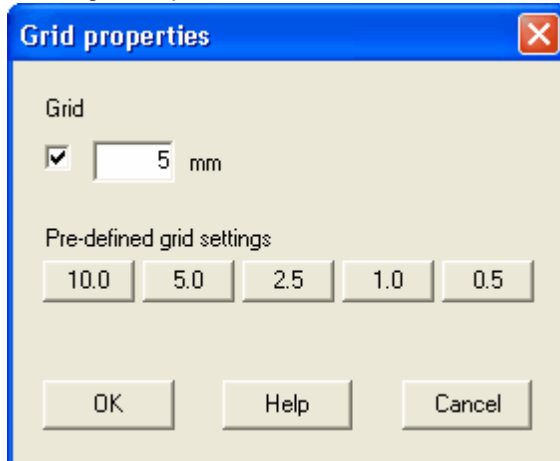 Grid properties
Grid
5 mm
Pre-defined grid settings
10.0 5.0 2.5 1.0 0.5
OK Help Cancel